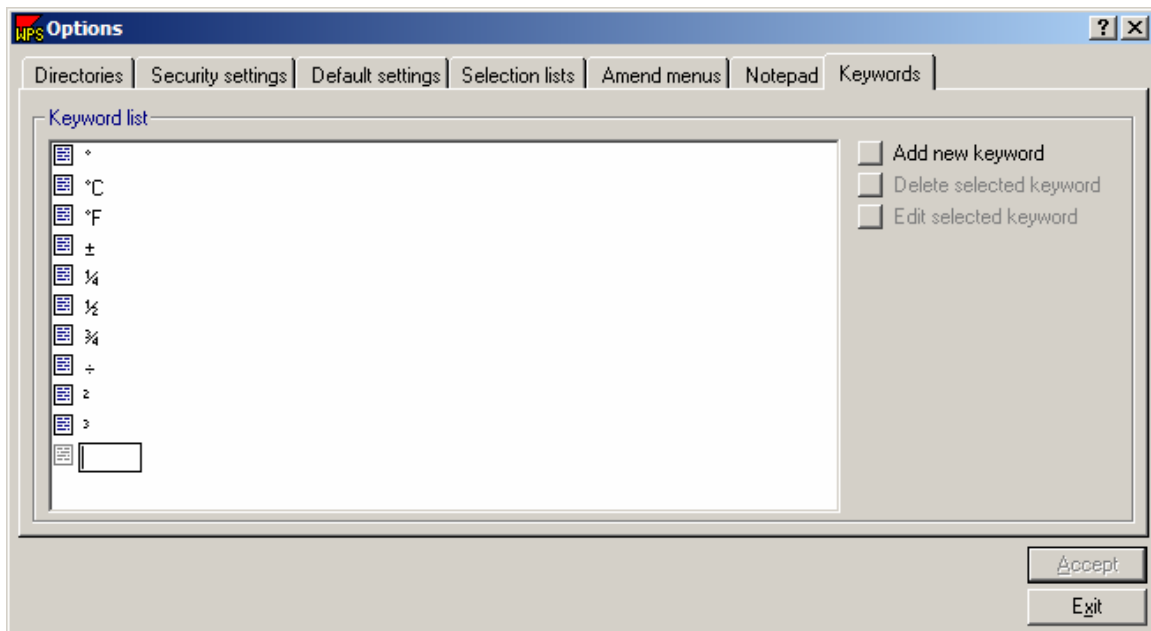 WPS Options
Directories Security settings Default settings Selection lists Amend menus Notepad Keywords
Keyword list
° Add new keyword
°C Delete selected keyword
°F Edit selected keyword
±
¼
½
¾
÷
²
³
Accept
Exit